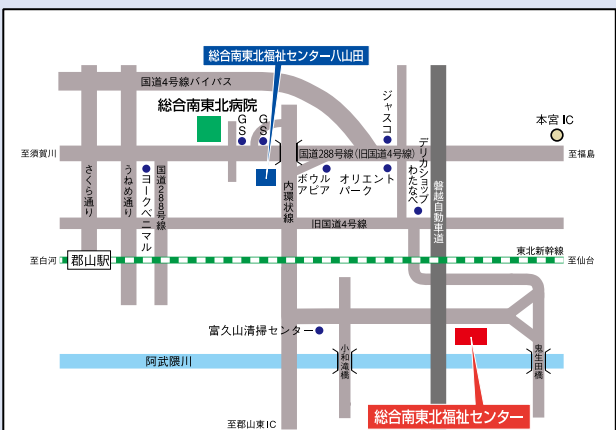 総合南東北福祉センター八山田
国道4号線バイパス
総合南東北病院
GS
GS
ジャスコ
本宮IC
至須賀川
国道288号線(旧国道4号線)
至福島
さくら通り
うねめ通り
ヨークベニマル
国道288号線
内環状線
ボウル
アピア
オリエント
パーク
デリカショップ
わたなべ
磐越自動車道
旧国道4号線
東北新幹線
至白河
郡山駅
至仙台
富久山清掃センター
小和滝橋
鬼生田橋
阿武隈川
総合南東北福祉センター
至郡山東IC